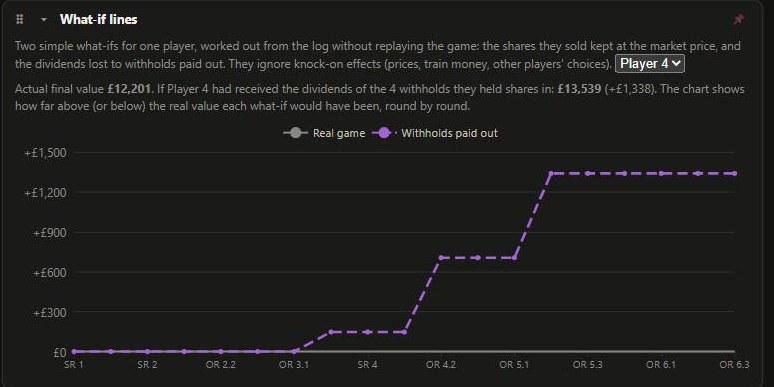 What-if lines
Two simple what-ifs for one player, worked out from the log without replaying the game: the shares they sold kept at the market price, and
the dividends lost to withholds paid out. They ignore knock-on effects (prices, train money, other players' choices). Player 4
Actual final value £12,201. If Player 4 had received the dividends of the 4 withholds they held shares in: £13,539 (+£1,338). The chart shows
how far above (or below) the real value each what-if would have been, round by round.
Real game Withholds paid out
+£1,500
+£1,200
+£900
+£600
+£300
£0
SR 1 SR 2 OR 2.2 OR 3.1 SR 4 OR 4.2 OR 5.1 OR 5.3 OR 6.1 OR 6.3